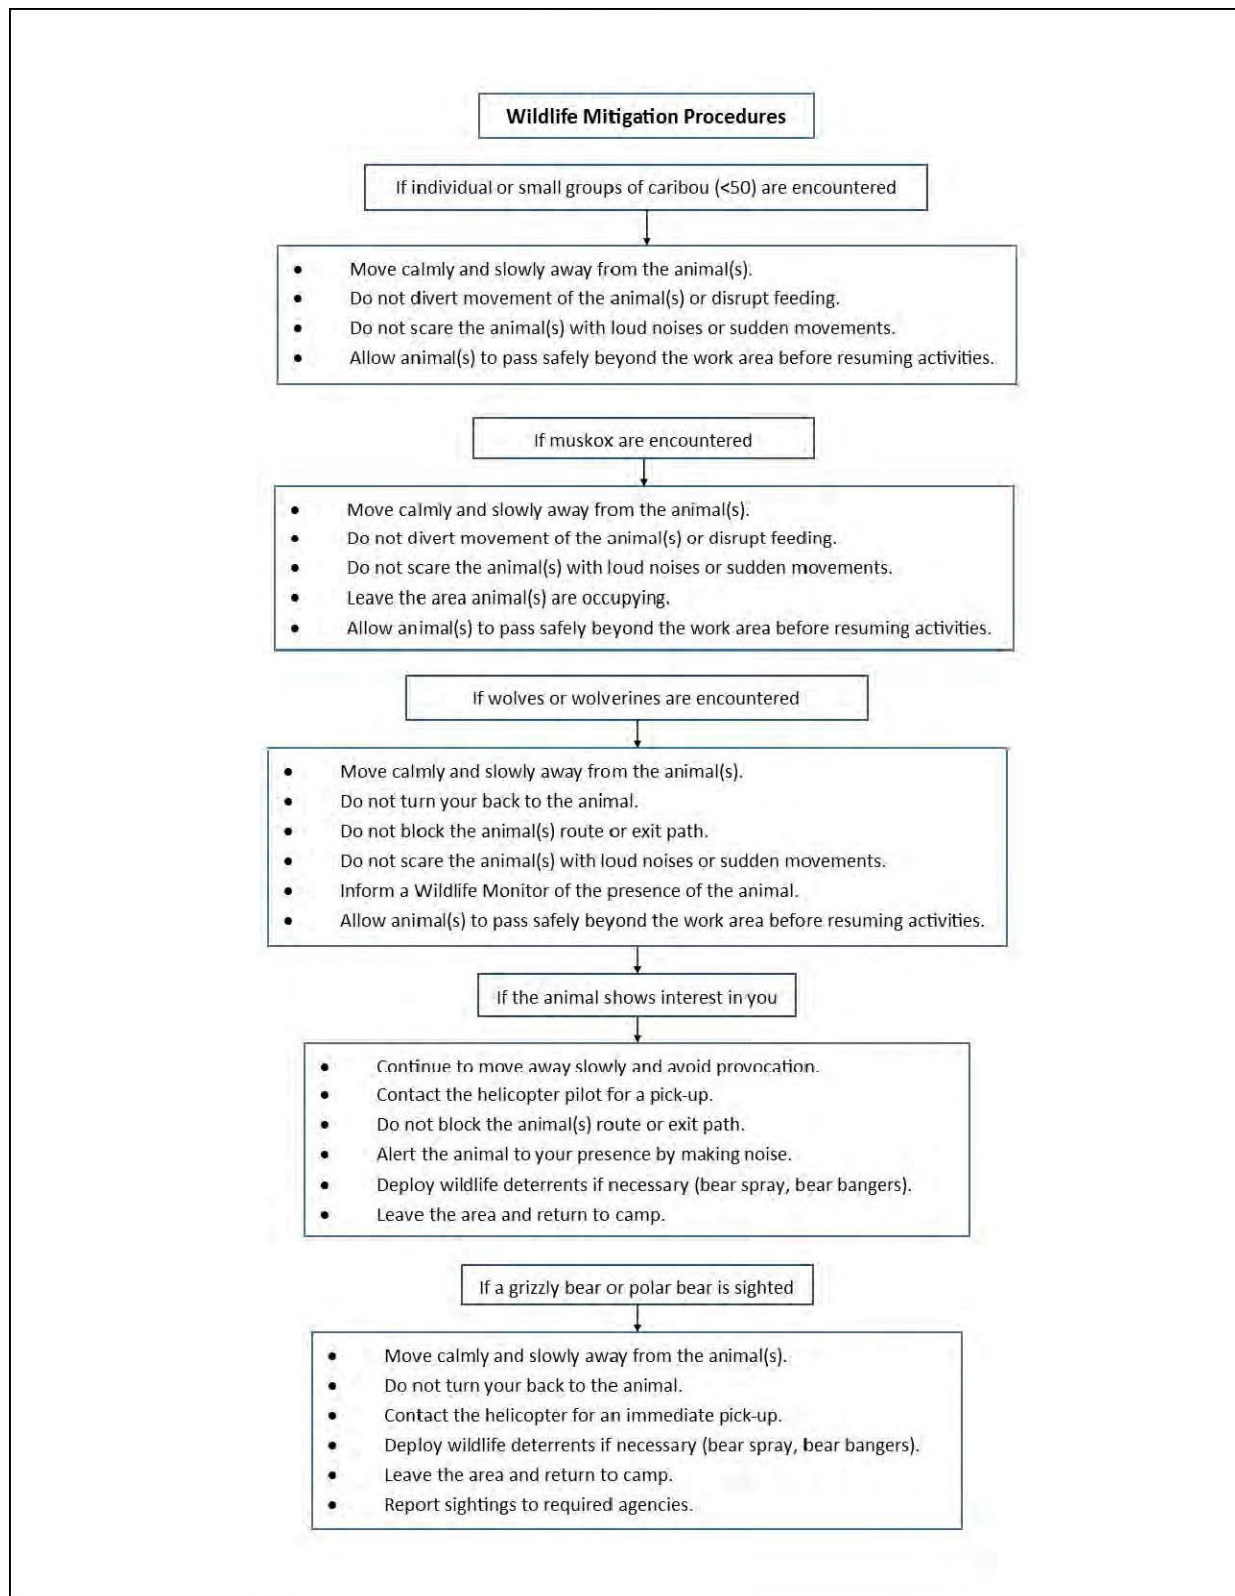 Wildlife Mitigation Procedures
If individual or small groups of caribou (<50) are encountered
• Move calmly and slowly away from the animal(s).
• Do not divert movement of the animal(s) or disrupt feeding.
• Do not scare the animal(s) with loud noises or sudden movements.
• Allow animal(s) to pass safely beyond the work area before resuming activities.
If muskox are encountered
• Move calmly and slowly away from the animal(s).
• Do not divert movement of the animal(s) or disrupt feeding.
• Do not scare the animal(s) with loud noises or sudden movements.
• Leave the area animal(s) are occupying.
• Allow animal(s) to pass safely beyond the work area before resuming activities.
If wolves or wolverines are encountered
• Move calmly and slowly away from the animal(s).
• Do not turn your back to the animal.
• Do not block the animal(s) route or exit path.
• Do not scare the animal(s) with loud noises or sudden movements.
• Inform a Wildlife Monitor of the presence of the animal.
• Allow animal(s) to pass safely beyond the work area before resuming activities.
If the animal shows interest in you
• Continue to move away slowly and avoid provocation.
• Contact the helicopter pilot for a pick-up.
• Do not block the animal(s) route or exit path.
• Alert the animal to your presence by making noise.
• Deploy wildlife deterrents if necessary (bear spray, bear bangers).
• Leave the area and return to camp.
If a grizzly bear or polar bear is sighted
• Move calmly and slowly away from the animal(s).
• Do not turn your back to the animal.
• Contact the helicopter for an immediate pick-up.
• Deploy wildlife deterrents if necessary (bear spray, bear bangers).
• Leave the area and return to camp.
• Report sightings to required agencies.